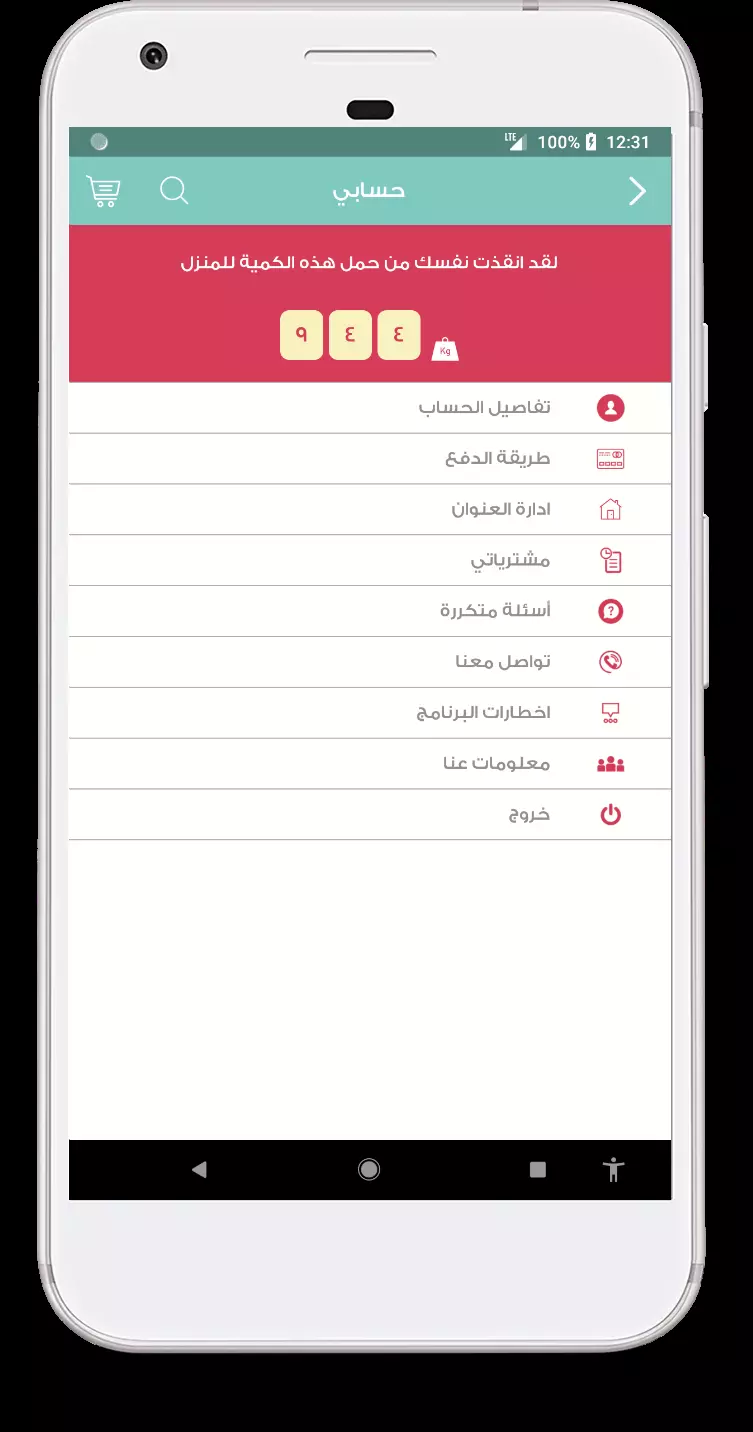 LTE 100% 12:31
حسابي
لقد انقذت نفسك من حمل هذه الكمية للمنزل
٩ ٤ ٤ Kg
تفاصيل الحساب
طريقة الدفع
ادارة العنوان
مشترياتي
أسئلة متكررة
تواصل معنا
اخطارات البرنامج
معلومات عنا
خروج